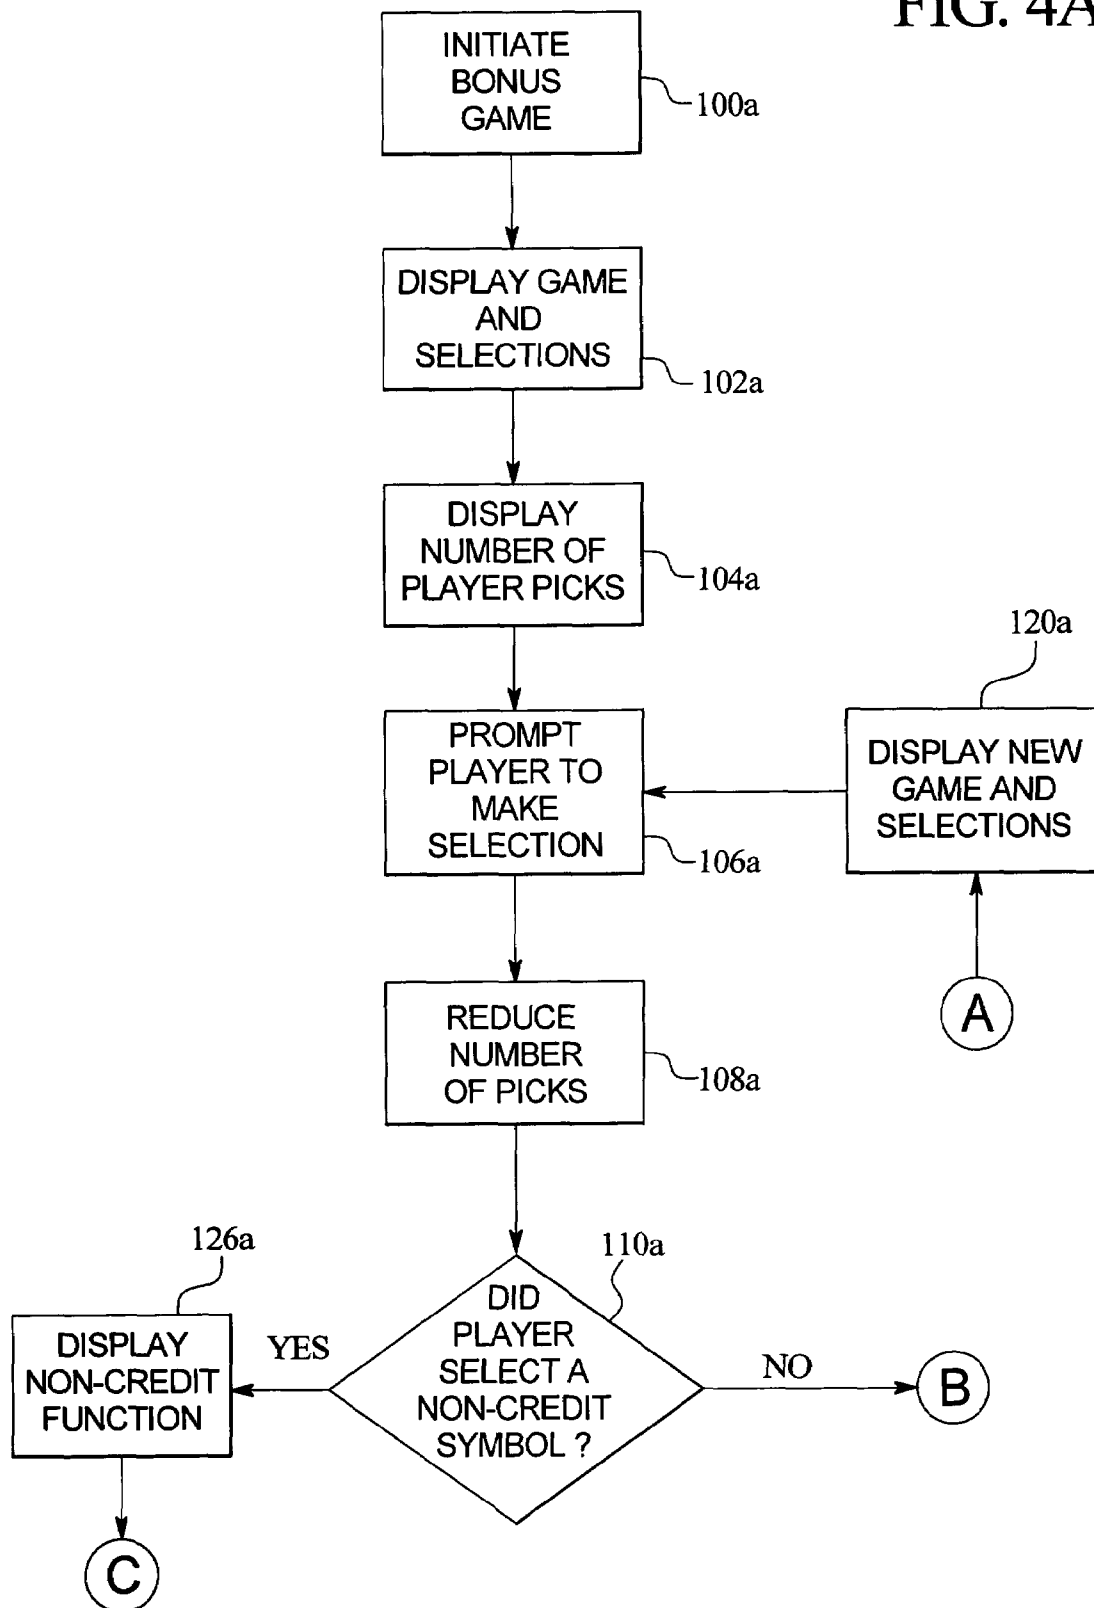 FIG. 4A
INITIATE
BONUS
GAME
100a
DISPLAY GAME
AND
SELECTIONS
102a
DISPLAY
NUMBER OF
PLAYER PICKS
104a
120a
PROMPT
PLAYER TO
MAKE
SELECTION
106a
DISPLAY NEW
GAME AND
SELECTIONS
A
REDUCE
NUMBER
OF PICKS
108a
126a
110a
DISPLAY
NON-CREDIT
FUNCTION
YES
DID
PLAYER
SELECT A
NON-CREDIT
SYMBOL ?
NO
B
C